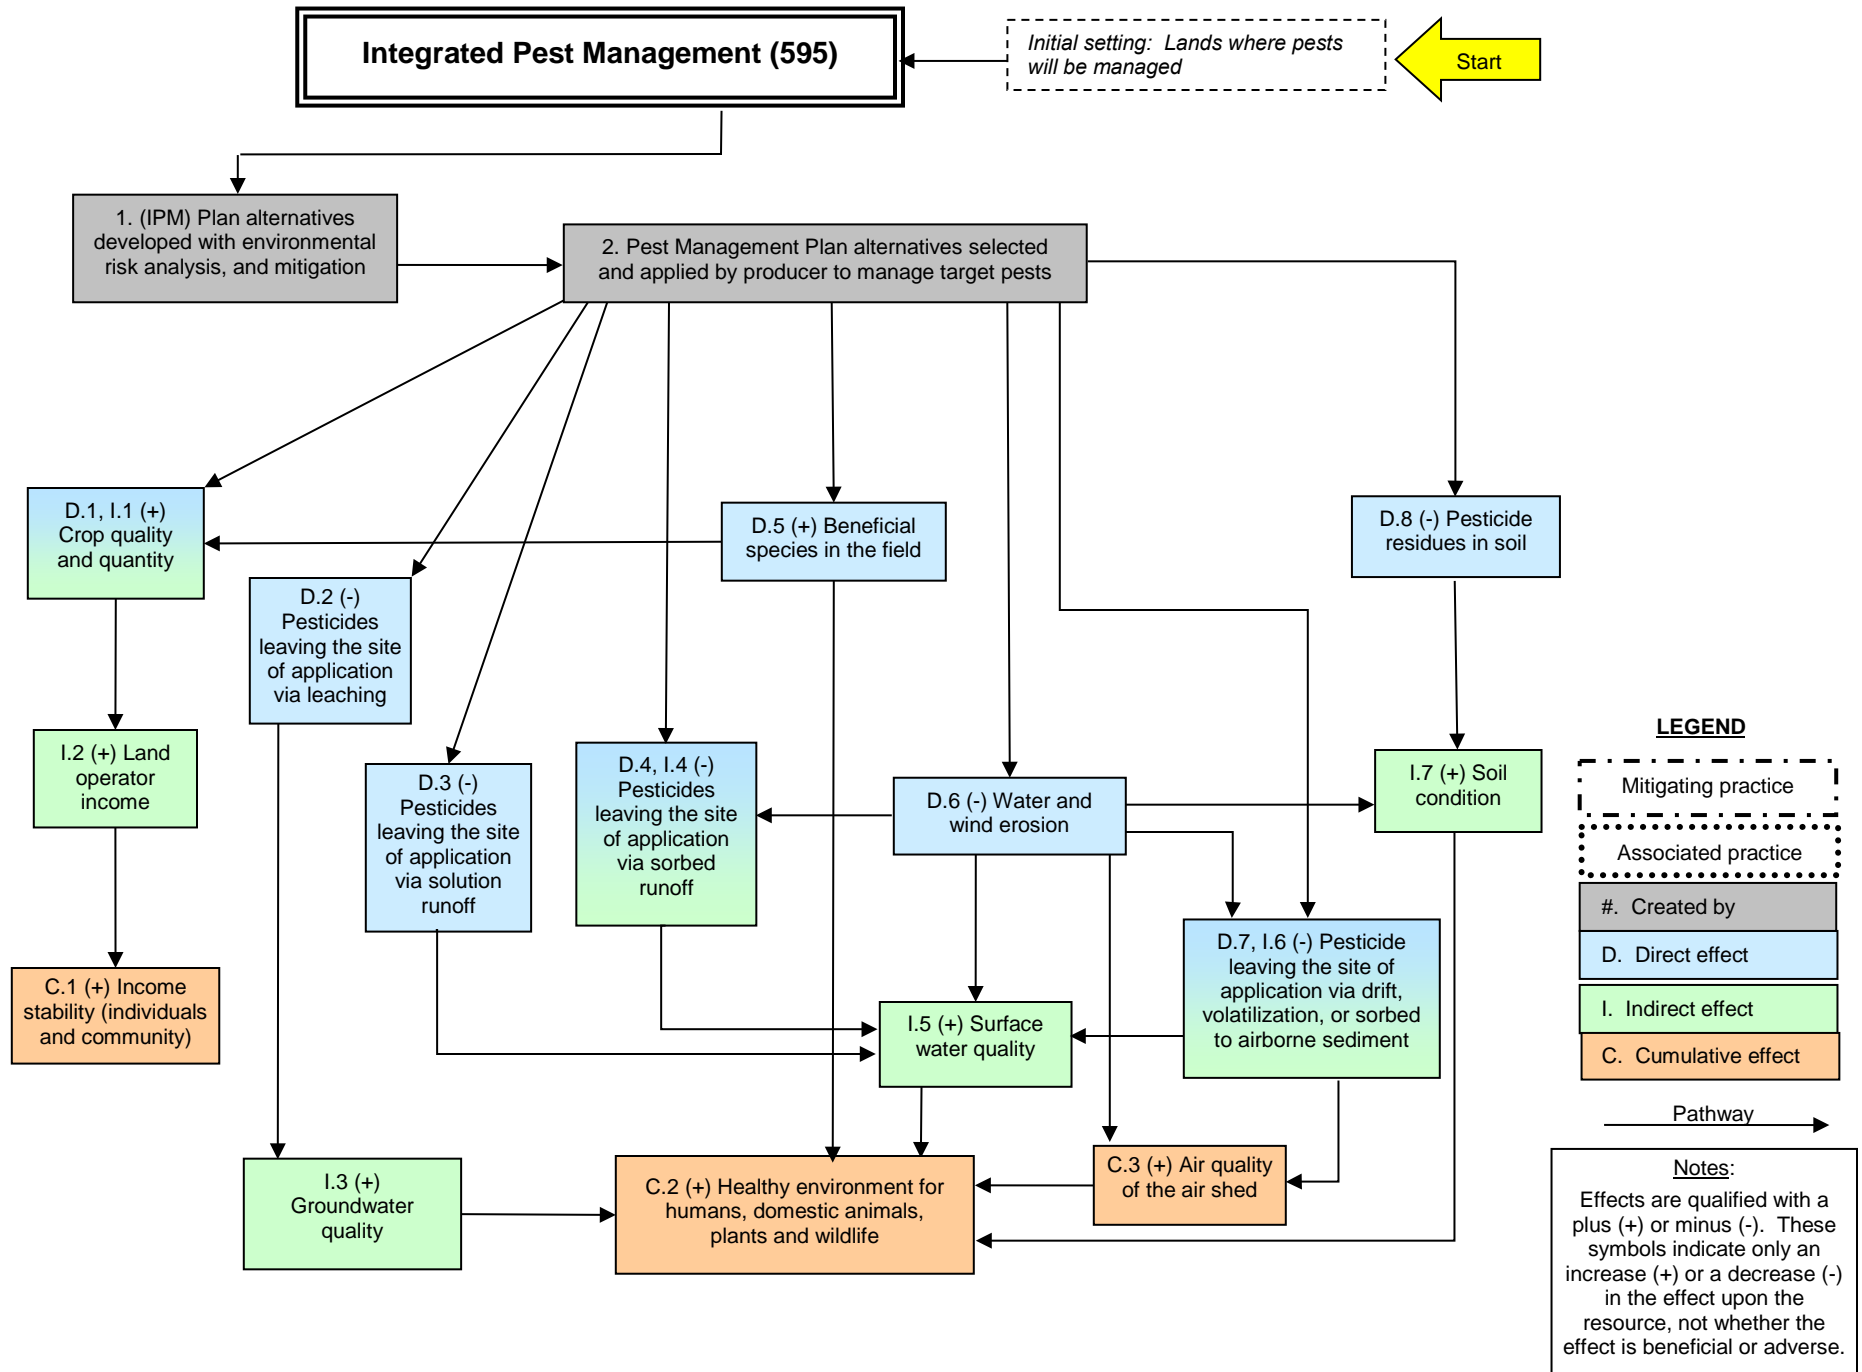 Integrated Pest Management (595)
Initial setting: Lands where pests
will be managed
Start
1. (IPM) Plan alternatives
developed with environmental
risk analysis, and mitigation
2. Pest Management Plan alternatives selected
and applied by producer to manage target pests
D.1, I.1 (+)
Crop quality
and quantity
D.5 (+) Beneficial
species in the field
D.8 (-) Pesticide
residues in soil
D.2 (-)
Pesticides
leaving the site
of application
via leaching
I.2 (+) Land
operator
income
D.3 (-)
Pesticides
leaving the site
of application
via solution
runoff
D.4, I.4 (-)
Pesticides
leaving the site
of application
via sorbed
runoff
D.6 (-) Water and
wind erosion
I.7 (+) Soil
condition
D.7, I.6 (-) Pesticide
leaving the site of
application via drift,
volatilization, or sorbed
to airborne sediment
C.1 (+) Income
stability (individuals
and community)
I.5 (+) Surface
water quality
I.3 (+)
Groundwater
quality
C.2 (+) Healthy environment for
humans, domestic animals,
plants and wildlife
C.3 (+) Air quality
of the air shed
LEGEND
Mitigating practice
Associated practice
#. Created by
D. Direct effect
I. Indirect effect
C. Cumulative effect
Pathway
Notes:
Effects are qualified with a
plus (+) or minus (-). These
symbols indicate only an
increase (+) or a decrease (-)
in the effect upon the
resource, not whether the
effect is beneficial or adverse.